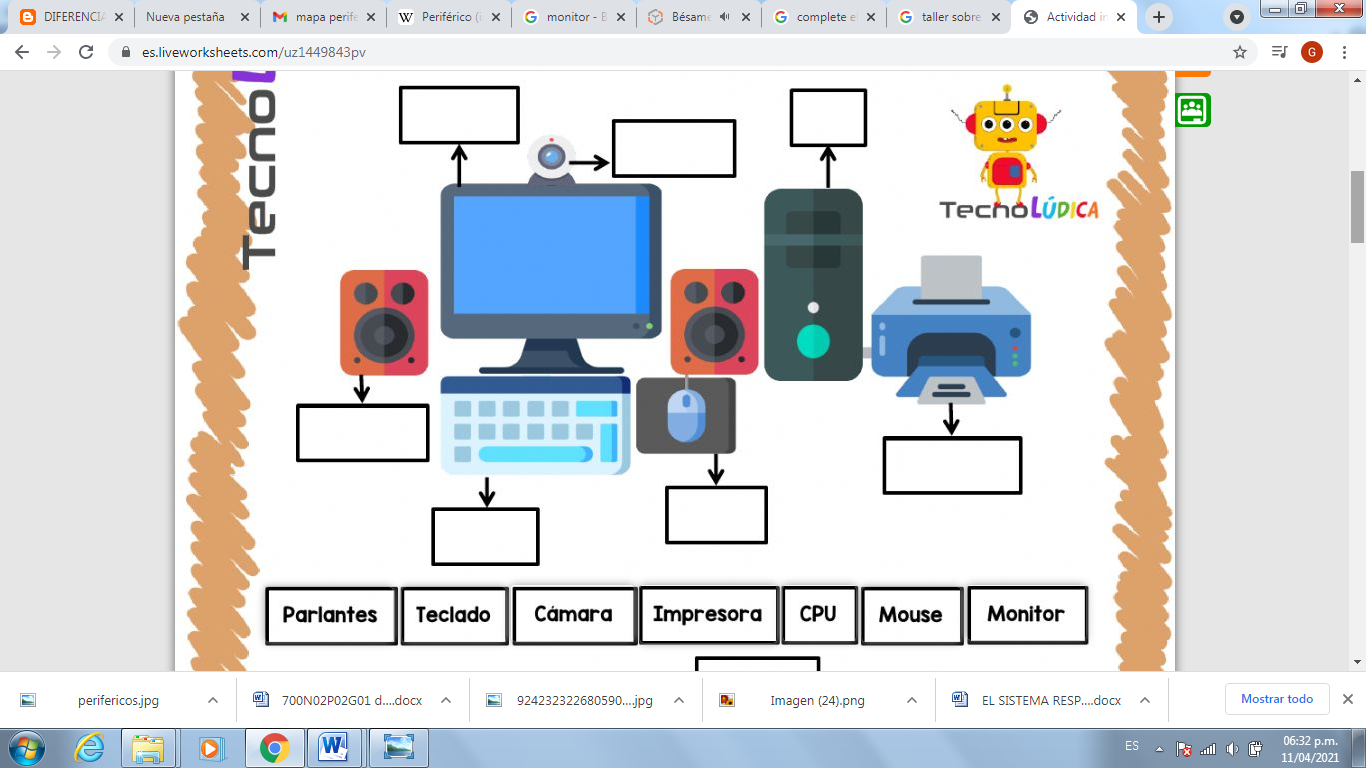 DIFERENCIA
Nueva pestaña
mapa perife
Periférico (i
monitor - B
Bésame
complete e
taller sobre
Actividad in
es.liveworksheets.com/uz1449843pv
G
Tecno
TecnoLÚDICA
Parlantes
Teclado
Cámara
Impresora
CPU
Mouse
Monitor
perifericos.jpg
700N02P02G01 d....docx
924232322680590....jpg
Imagen (24).png
EL SISTEMA RESP....docx
Mostrar todo
ES
06:32 p.m.
11/04/2021